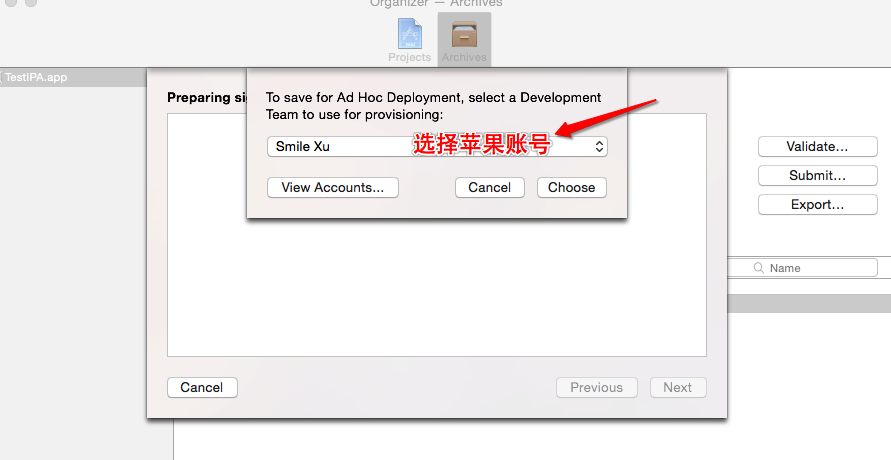 Organizer — Archives
Projects
Archives
TestIPA.app
Preparing si
To save for Ad Hoc Deployment, select a Development
Team to use for provisioning:
Smile Xu
选择苹果账号
View Accounts...
Cancel
Choose
Validate...
Submit...
Export...
Name
Cancel
Previous
Next